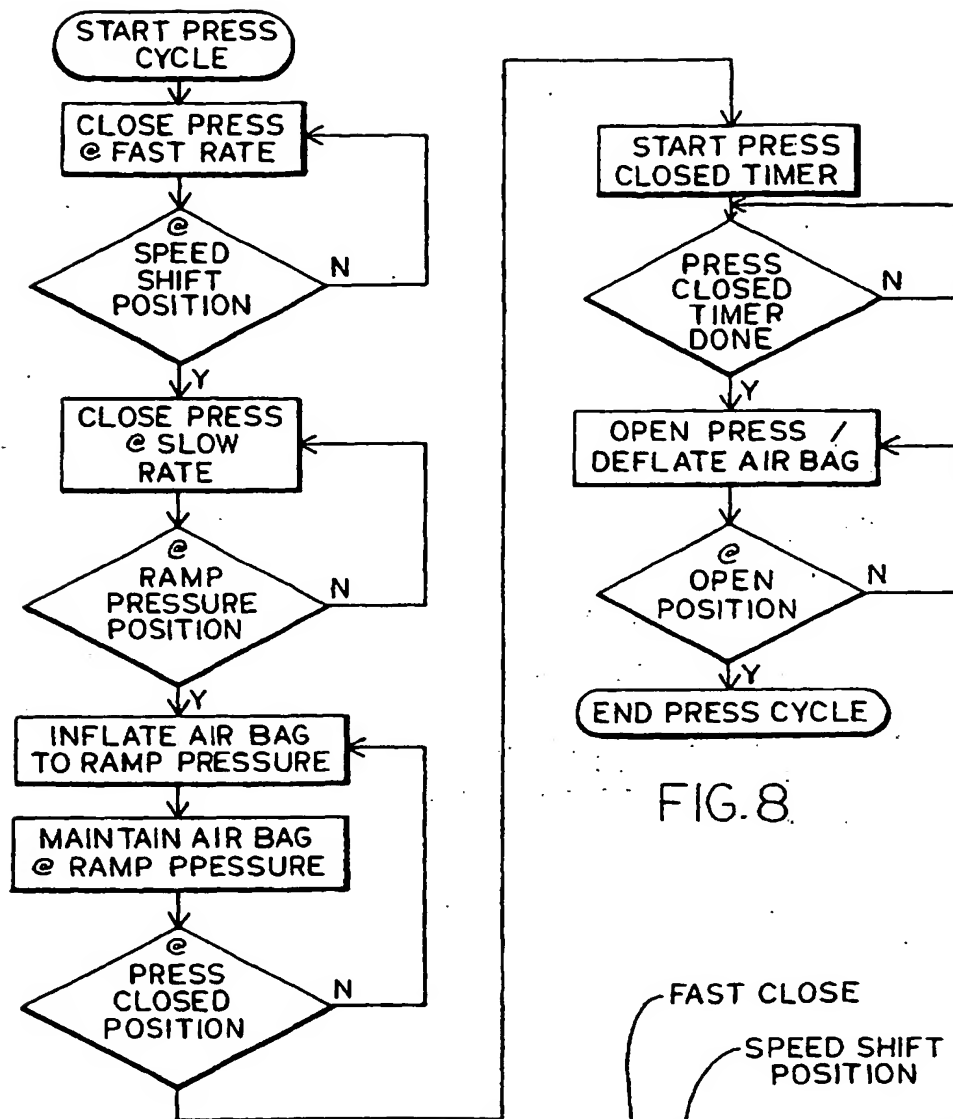 START PRESS
CYCLE
CLOSE PRESS
@ FAST RATE
@
SPEED
SHIFT
POSITION
N
Y
CLOSE PRESS
@ SLOW
RATE
@
RAMP
PRESSURE
POSITION
N
Y
INFLATE AIR BAG
TO RAMP PRESSURE
MAINTAIN AIR BAG
@ RAMP PPESSURE
@
PRESS
CLOSED
POSITION
N
START PRESS
CLOSED TIMER
PRESS
CLOSED
TIMER
DONE
N
Y
OPEN PRESS /
DEFLATE AIR BAG
@
OPEN
POSITION
N
Y
END PRESS CYCLE
FIG. 8
FAST CLOSE
SPEED SHIFT
POSITION